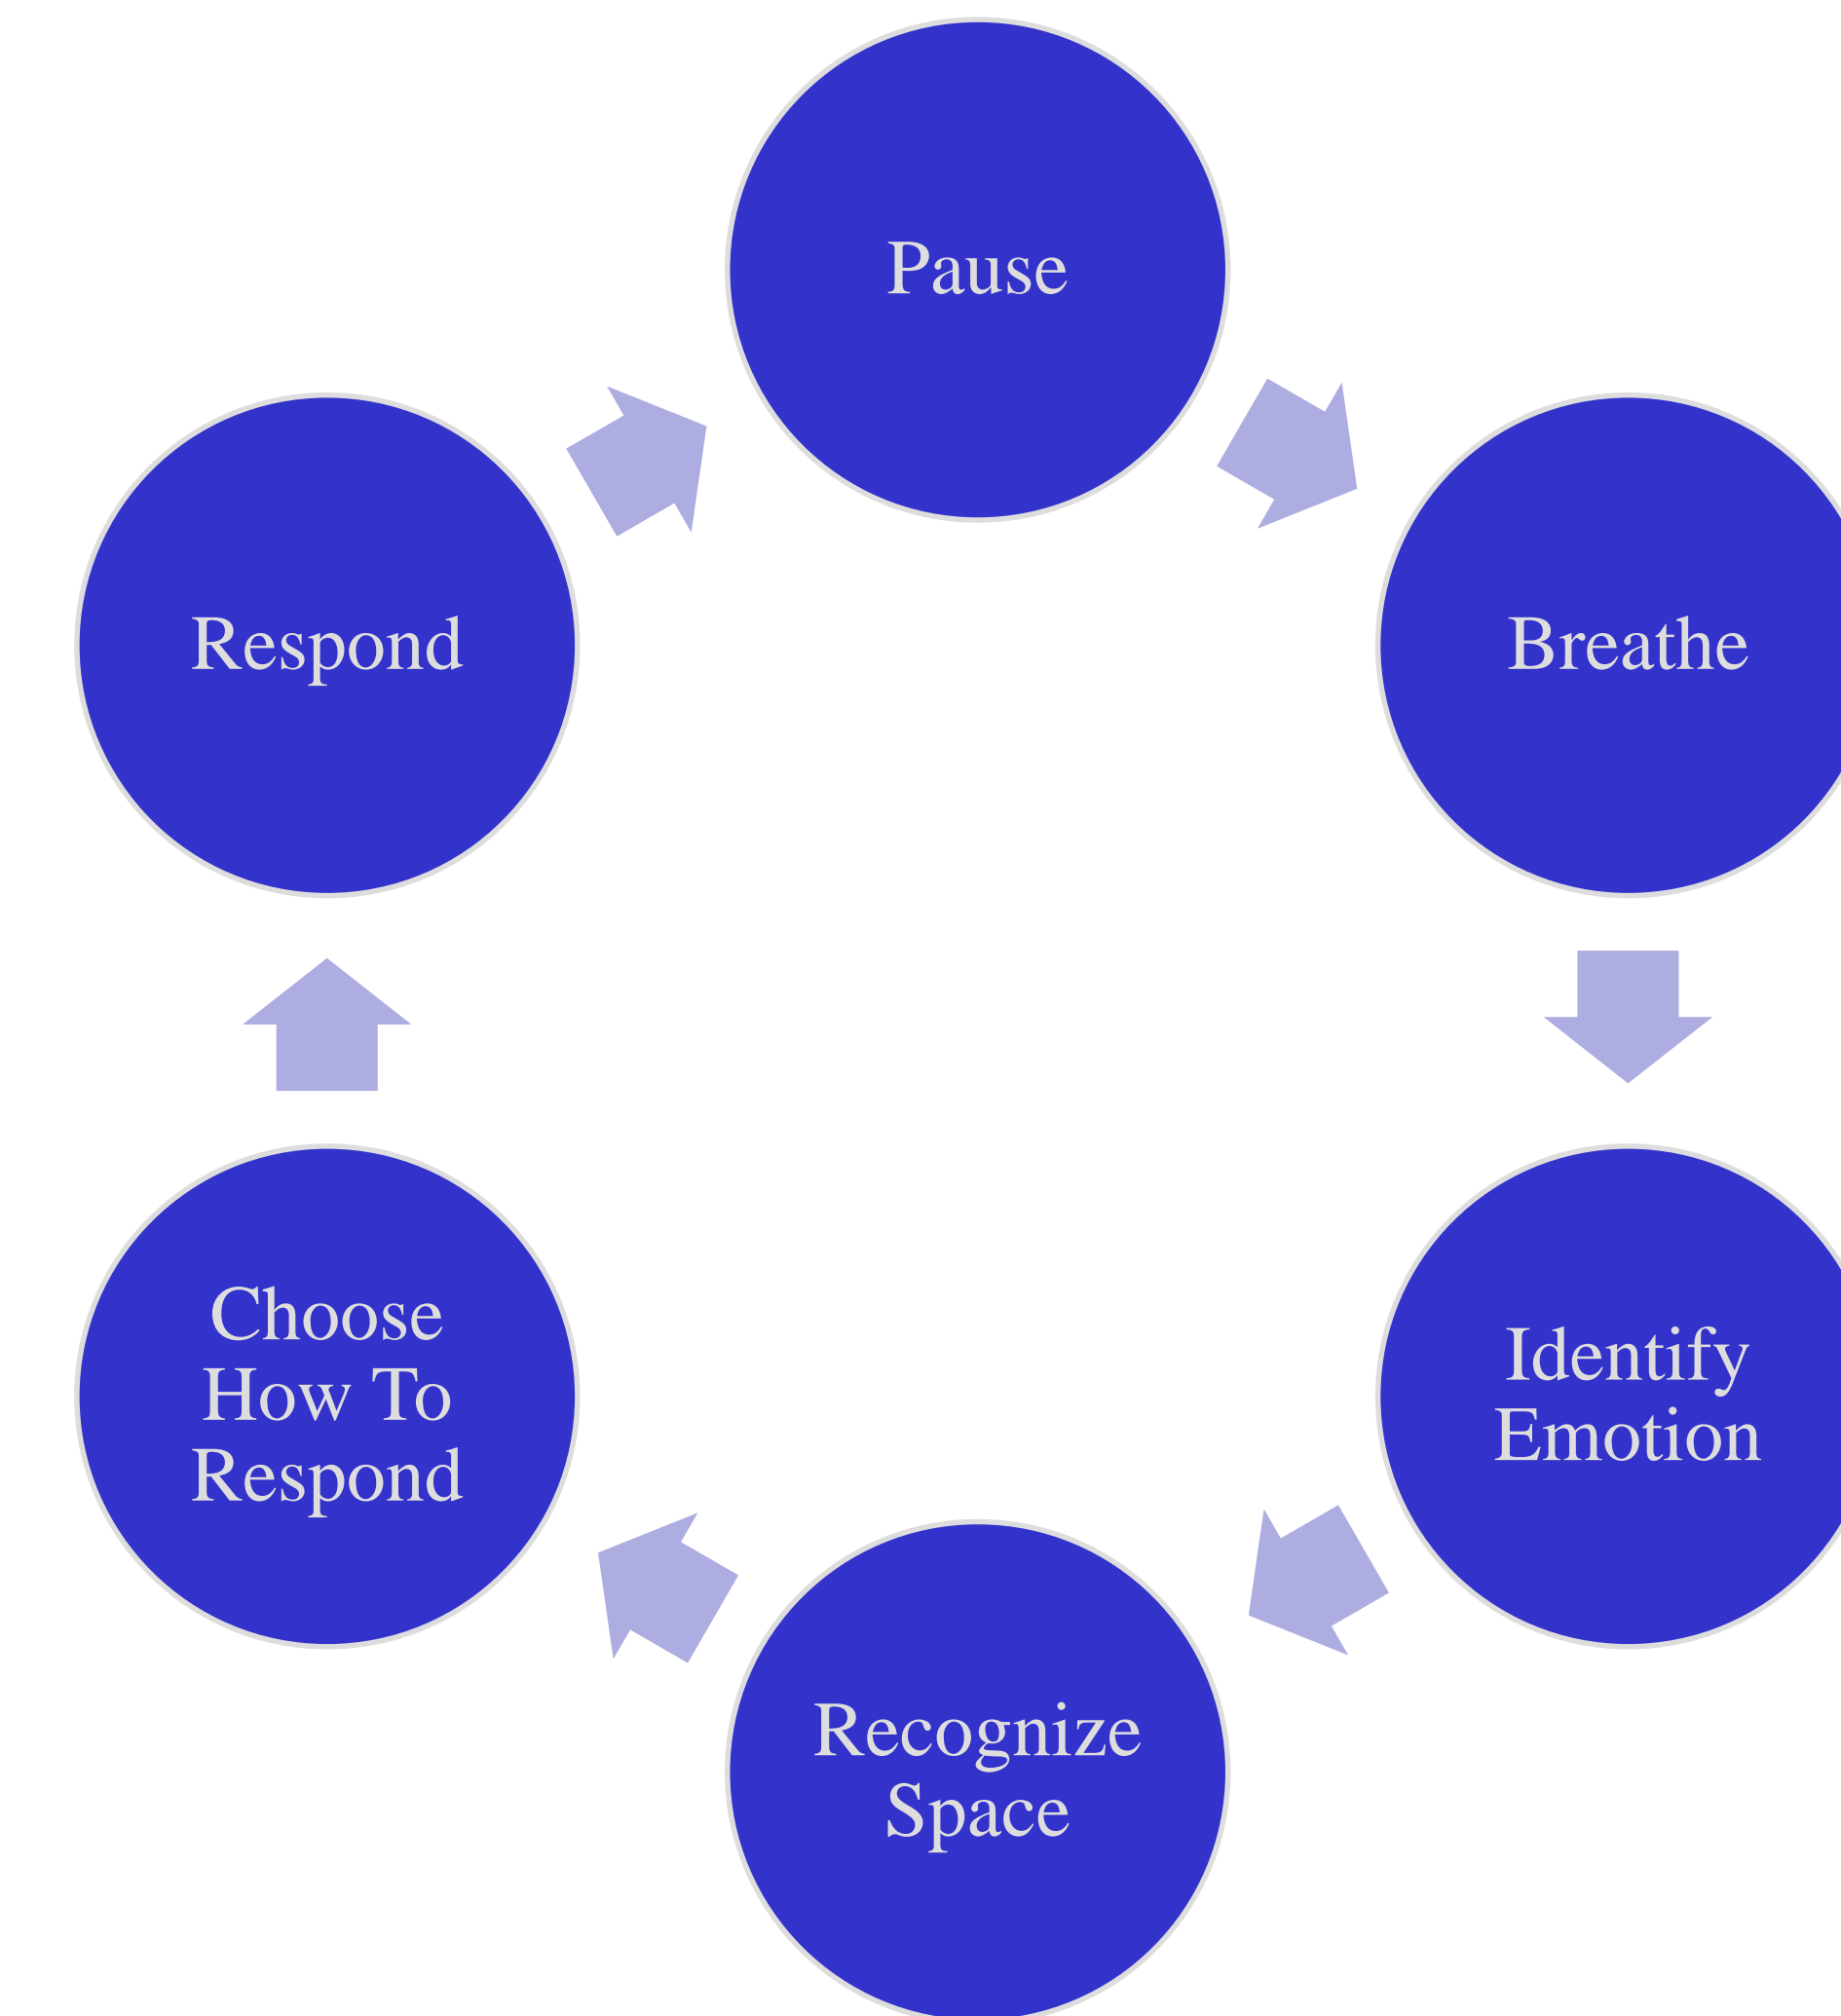 Pause
Breathe
Identify
Emotion
Recognize
Space
Choose
How To
Respond
Respond